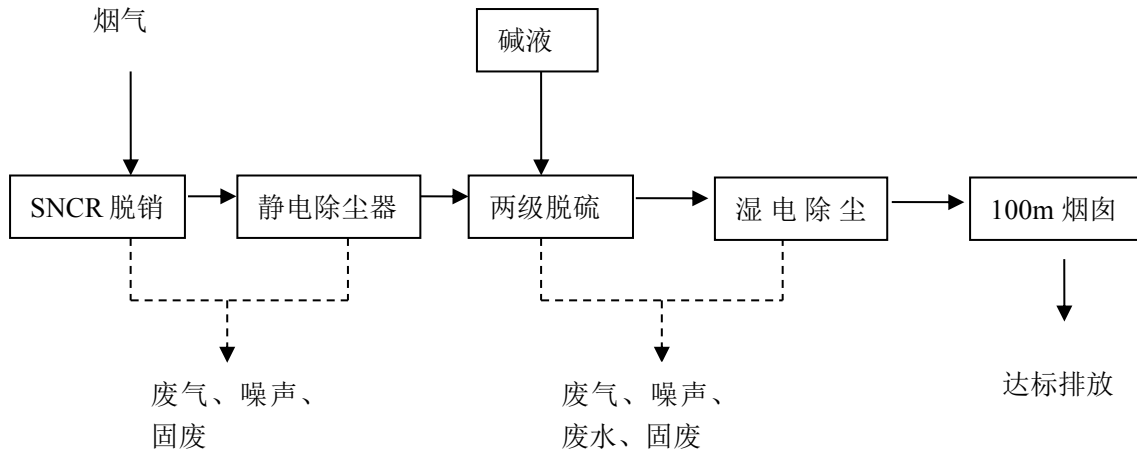 烟气
碱液
SNCR 脱销
静电除尘器
两级脱硫
湿 电 除 尘
100m 烟囱
废气、噪声、
固废
废气、噪声、
废水、固废
达标排放